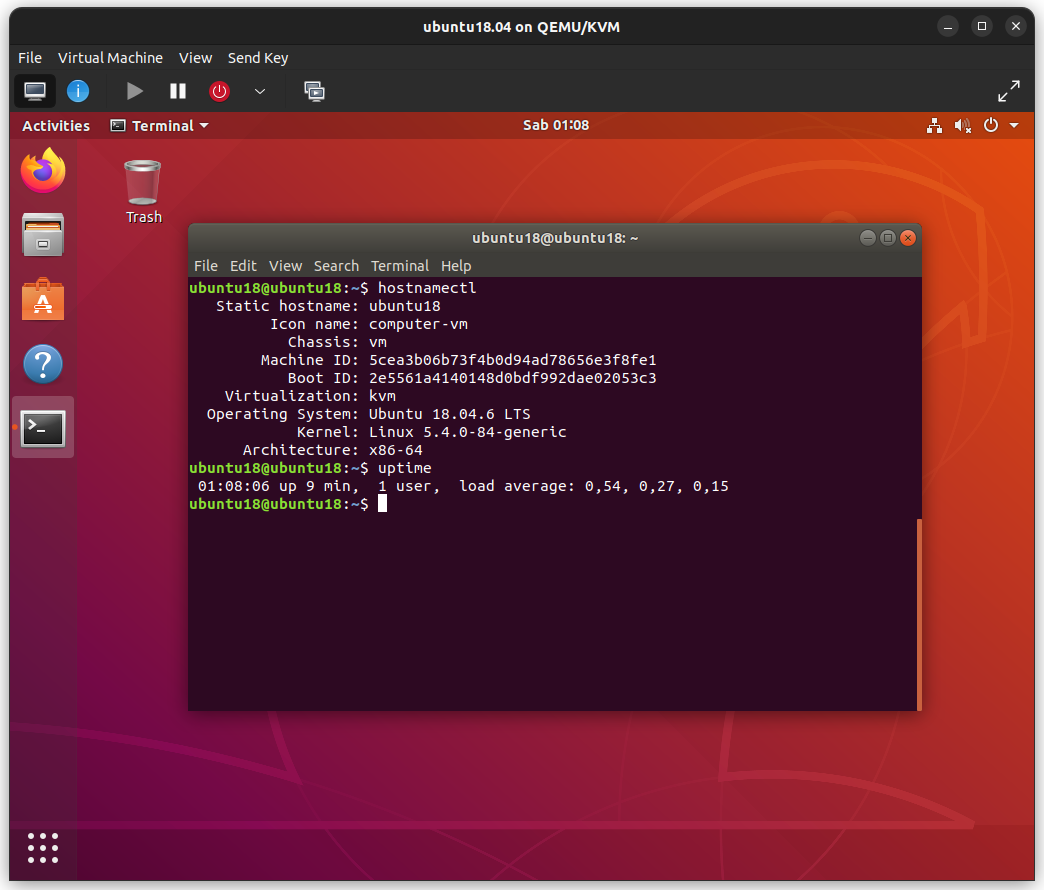 ubuntu18.04 on QEMU/KVM
File Virtual Machine View Send Key
Activities Terminal Sab 01:08
Trash
ubuntu18@ubuntu18: ~
File Edit View Search Terminal Help
ubuntu18@ubuntu18:~$ hostnamectl
Static hostname: ubuntu18
Icon name: computer-vm
Chassis: vm
Machine ID: 5cea3b06b73f4b0d94ad78656e3f8fe1
Boot ID: 2e5561a4140148d0bdf992dae02053c3
Virtualization: kvm
Operating System: Ubuntu 18.04.6 LTS
Kernel: Linux 5.4.0-84-generic
Architecture: x86-64
ubuntu18@ubuntu18:~$ uptime
01:08:06 up 9 min,  1 user,  load average: 0,54, 0,27, 0,15
ubuntu18@ubuntu18:~$